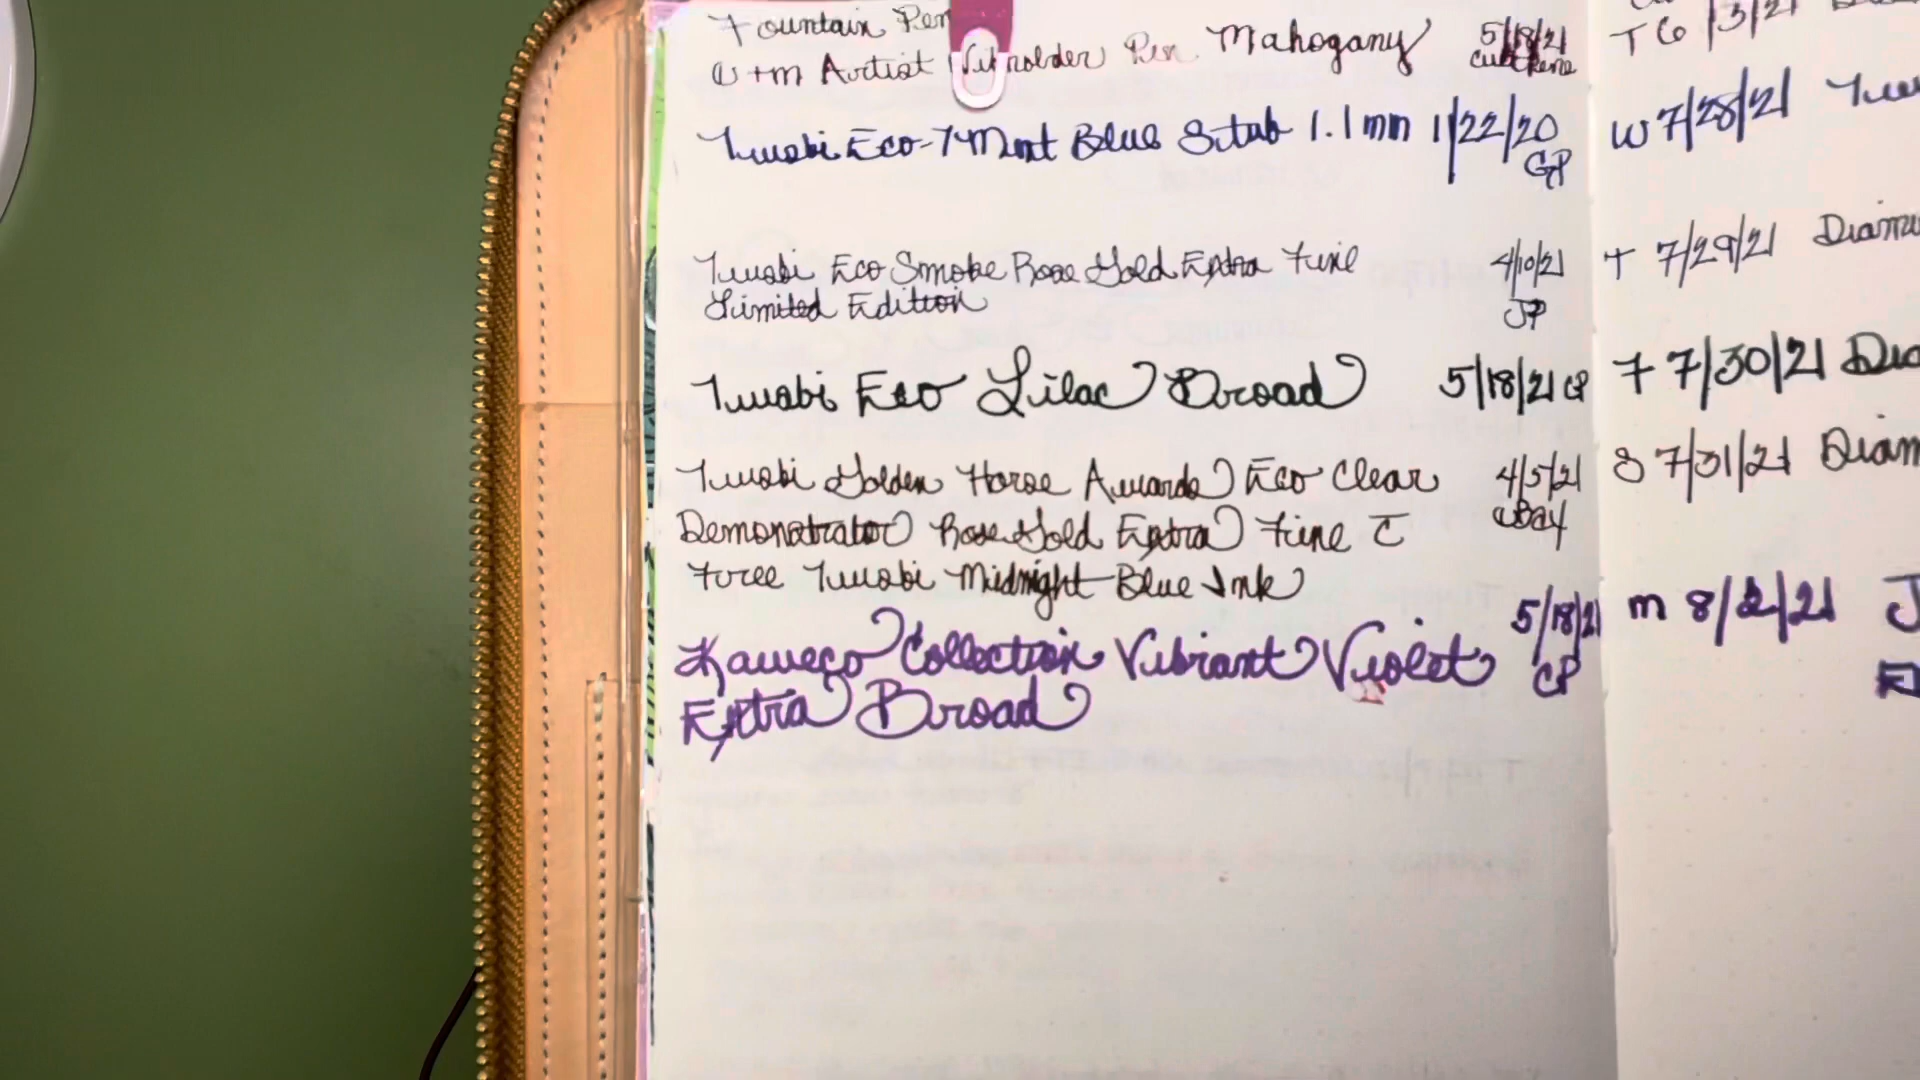 Fountain Pen
C+m Artist Nibholder Pen Mahogany 5/18/21
Twsbi Eco-T Mint Blue Stub 1.1mm 1/22/20
GP
Twsbi Eco Smoke Rose Gold Extra Fine 4/10/21
Limited Edition JP
Twsbi Eco Lilac Broad 5/18/21 CP
Twsbi Golden Horse Awards Eco Clear 4/5/21
Demonstrator Rose Gold Extra Fine C eBay
Free Twsbi Midnight Blue Ink
Kaweco Collection Vibrant Violet 5/18/21
Extra Broad CP
T 6/3/21
W 7/28/21
T 7/29/21
F 7/30/21
S 7/31/21
m 8/2/21 J